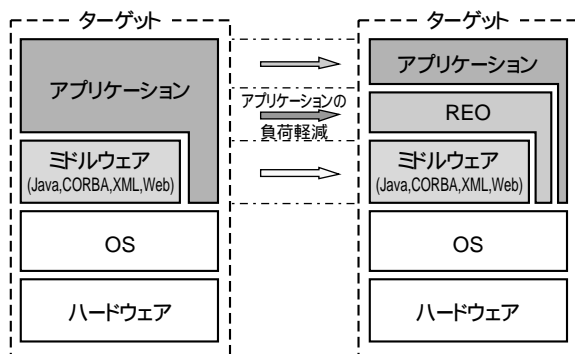 ターゲット
アプリケーション
ミドルウェア
(Java,CORBA,XML,Web)
OS
ハードウェア
アプリケーションの
負荷軽減
ターゲット
アプリケーション
REO
ミドルウェア
(Java,CORBA,XML,Web)
OS
ハードウェア